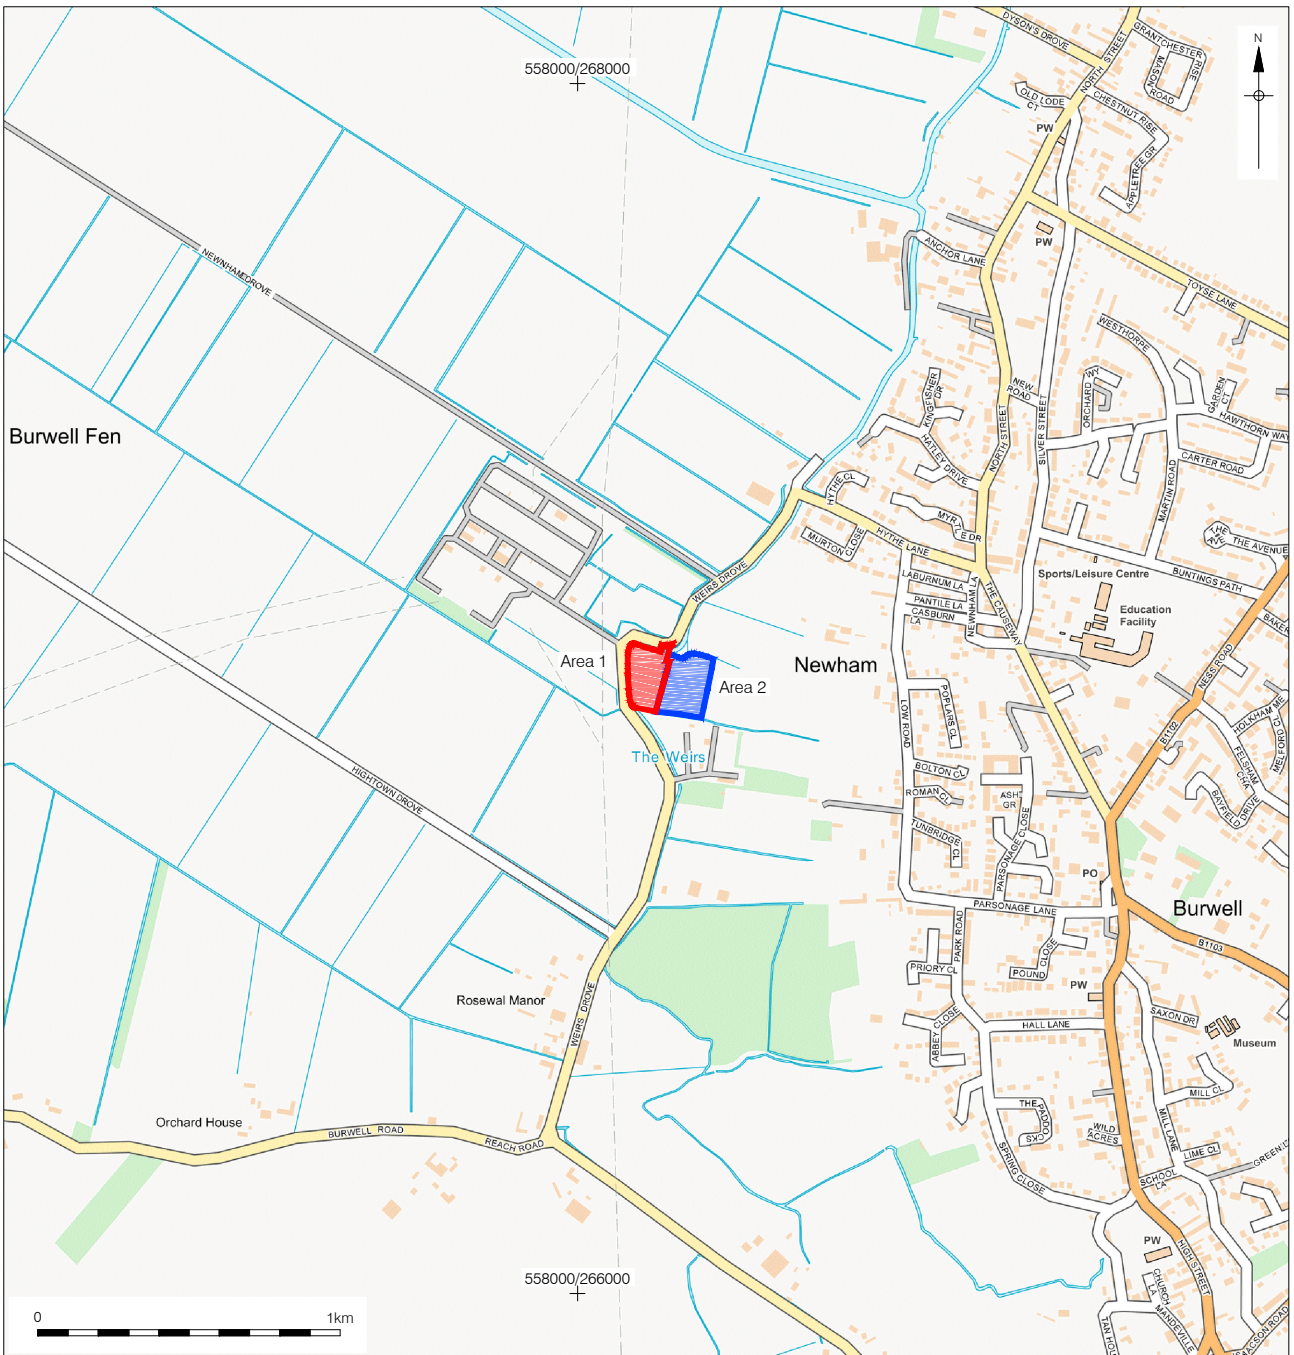 DYSON'S DROVE
GRANTCHESTER
RISE
MASON
ROAD
NORTH STREET
N
558000/268000
OLD LODE
CT
CHESTNUT RISE
PW
APPLETREE GR
PW
ANCHOR LANE
NEWNHAM DROVE
TOYSE LANE
WESTHORPE
KINGFISHER
DR
NEW
ROAD
ORCHARD WY
GARDEN
CT
HAWTHORN WAY
Burwell Fen
NORTH STREET
SILVER STREET
HATLEY DRIVE
CARTER ROAD
MARTIN ROAD
HYTHE CL
MYRTLE DR
THE AVENUE
THE
AVE
MURTON CLOSE
HYTHE LANE
WEIRS DROVE
LABURNUM LA
PANTILE LA
CASBURN
LA
NEWNHAM LA
THE CAUSEWAY
Sports/Leisure Centre
BUNTINGS PATH
Education
Facility
BAKER
NESS ROAD
Area 1
Newham
Area 2
POPLARS CL
LOW ROAD
HOLKHAM ME
MELFORD CL
B1102
FELSHAM
CHA
The Weirs
HIGHTOWN DROVE
BOLTON CL
ROMAN CL
ASH
GR
BAYFIELD DRIVE
TUNBRIDGE CL
PARSONAGE CLOSE
PO
PARSONAGE LANE
Burwell
PARK ROAD
B1103
PRIORY CL
POUND
CLOSE
Rosewal Manor
PW
WEIRS DROVE
ABBEY CLOSE
HALL LANE
SAXON DR
Museum
MILL CL
Orchard House
THE
PADDOCKS
BURWELL ROAD
REACH ROAD
WILD
ACRES
MILL LANE
SPRING CLOSE
LIME CL
SCHOOL
LA
PW
HIGH STREET
558000/266000
CHURCH
LA
MANDEVILLE
0
1km